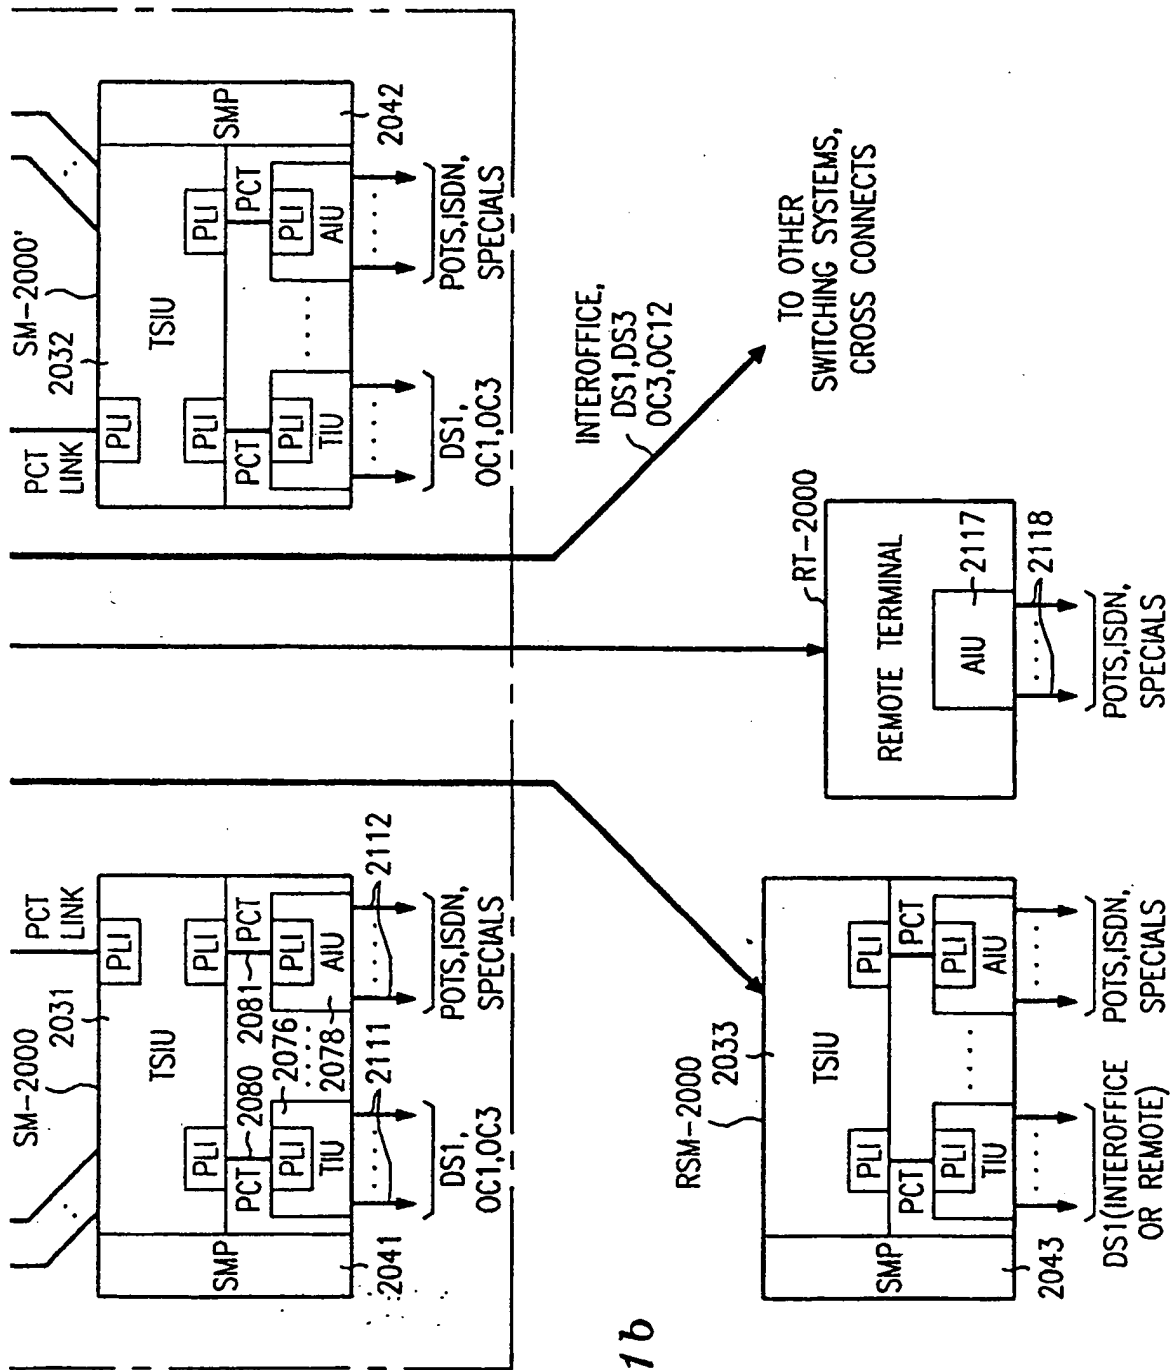 SM-2000
2031
PCT
LINK
PLI
TSIU
PLI
PLI
PCT
2080
2081
PCT
PLI
TIU
2076
2078
PLI
AIU
SMP
2041
2111
2112
DS1,
OC1,OC3
POTS,ISDN,
SPECIALS
PCT
LINK
SM-2000'
2032
PLI
TSIU
PLI
PLI
PCT
PCT
PLI
TIU
PLI
AIU
SMP
2042
DS1,
OC1,OC3
POTS,ISDN,
SPECIALS
INTEROFFICE,
DS1,DS3
OC3,OC12
TO OTHER
SWITCHING SYSTEMS,
CROSS CONNECTS
RSM-2000
2033
TSIU
PLI
PLI
PCT
PCT
PLI
TIU
PLI
AIU
SMP
2043
DS1(INTEROFFICE
OR REMOTE)
POTS,ISDN,
SPECIALS
RT-2000
REMOTE TERMINAL
AIU
2117
2118
POTS,ISDN,
SPECIALS
1b